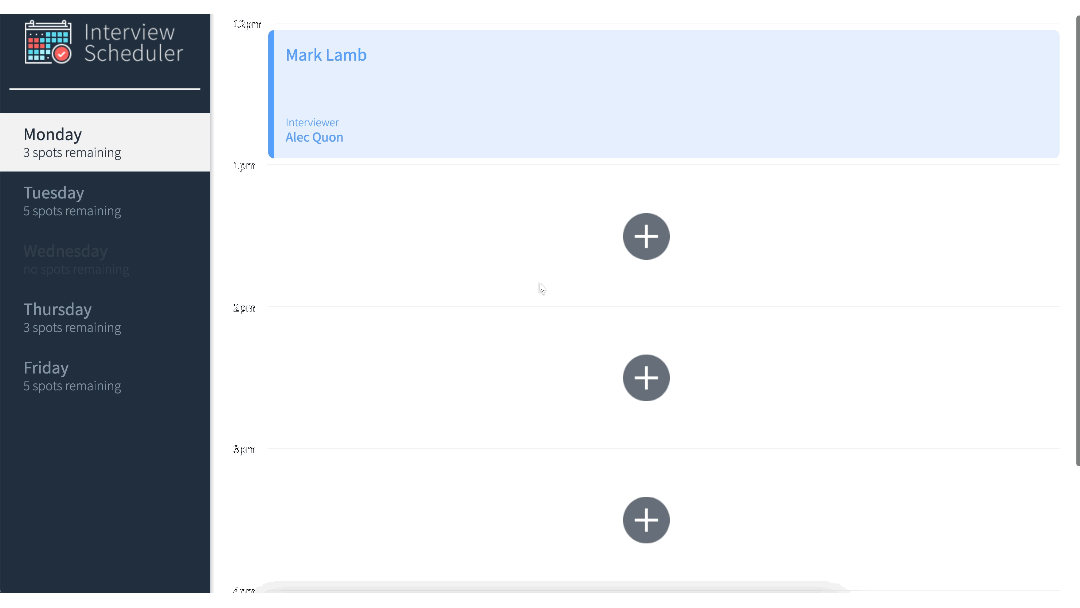 Interview
Scheduler
Monday
3 spots remaining
Tuesday
5 spots remaining
Wednesday
no spots remaining
Thursday
3 spots remaining
Friday
5 spots remaining
12pm
Mark Lamb
Interviewer
Alec Quon
1pm
2pm
3pm
4pm